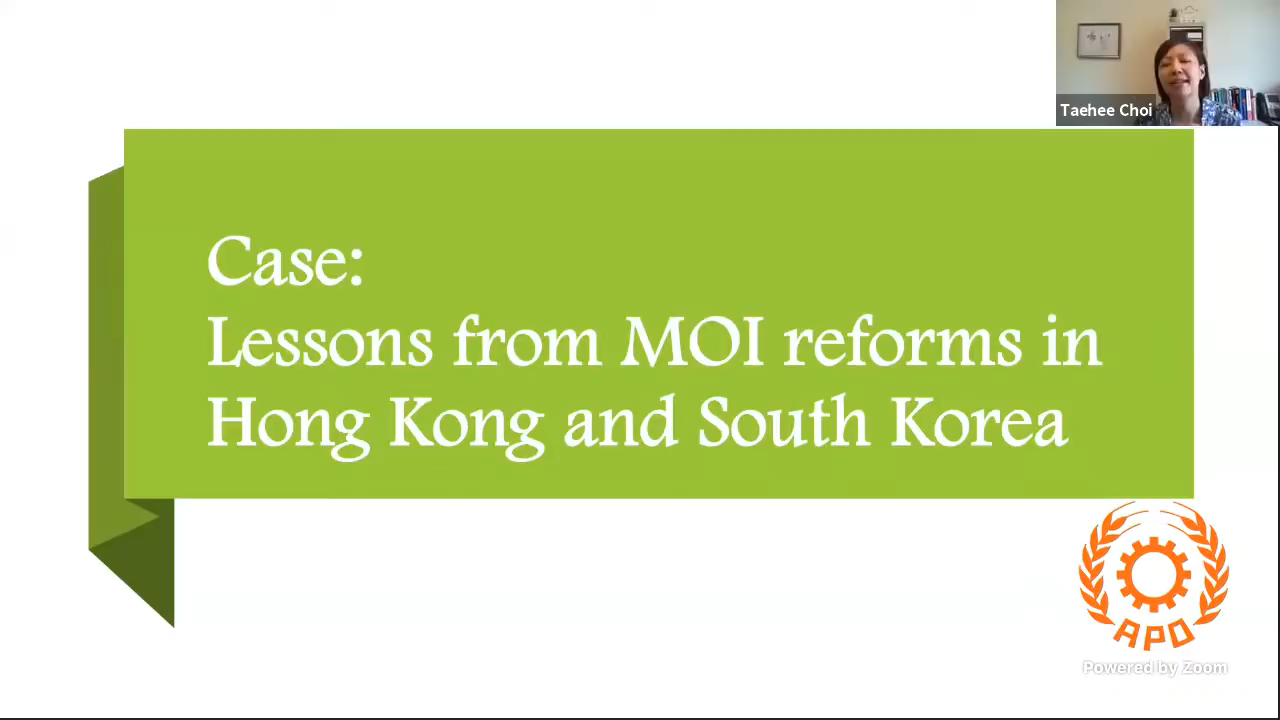 Taehee Choi
Case:
Lessons from MOI reforms in
Hong Kong and South Korea
APO
Powered by Zoom